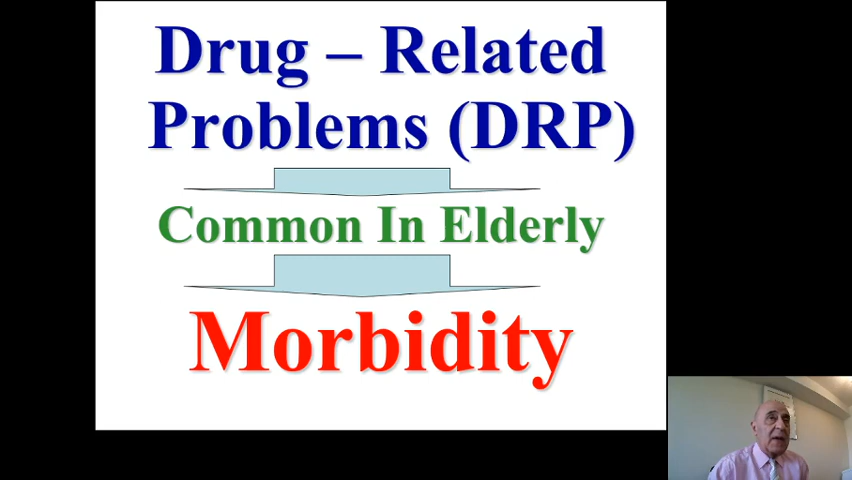 Drug – Related
Problems (DRP)
Common In Elderly
Morbidity